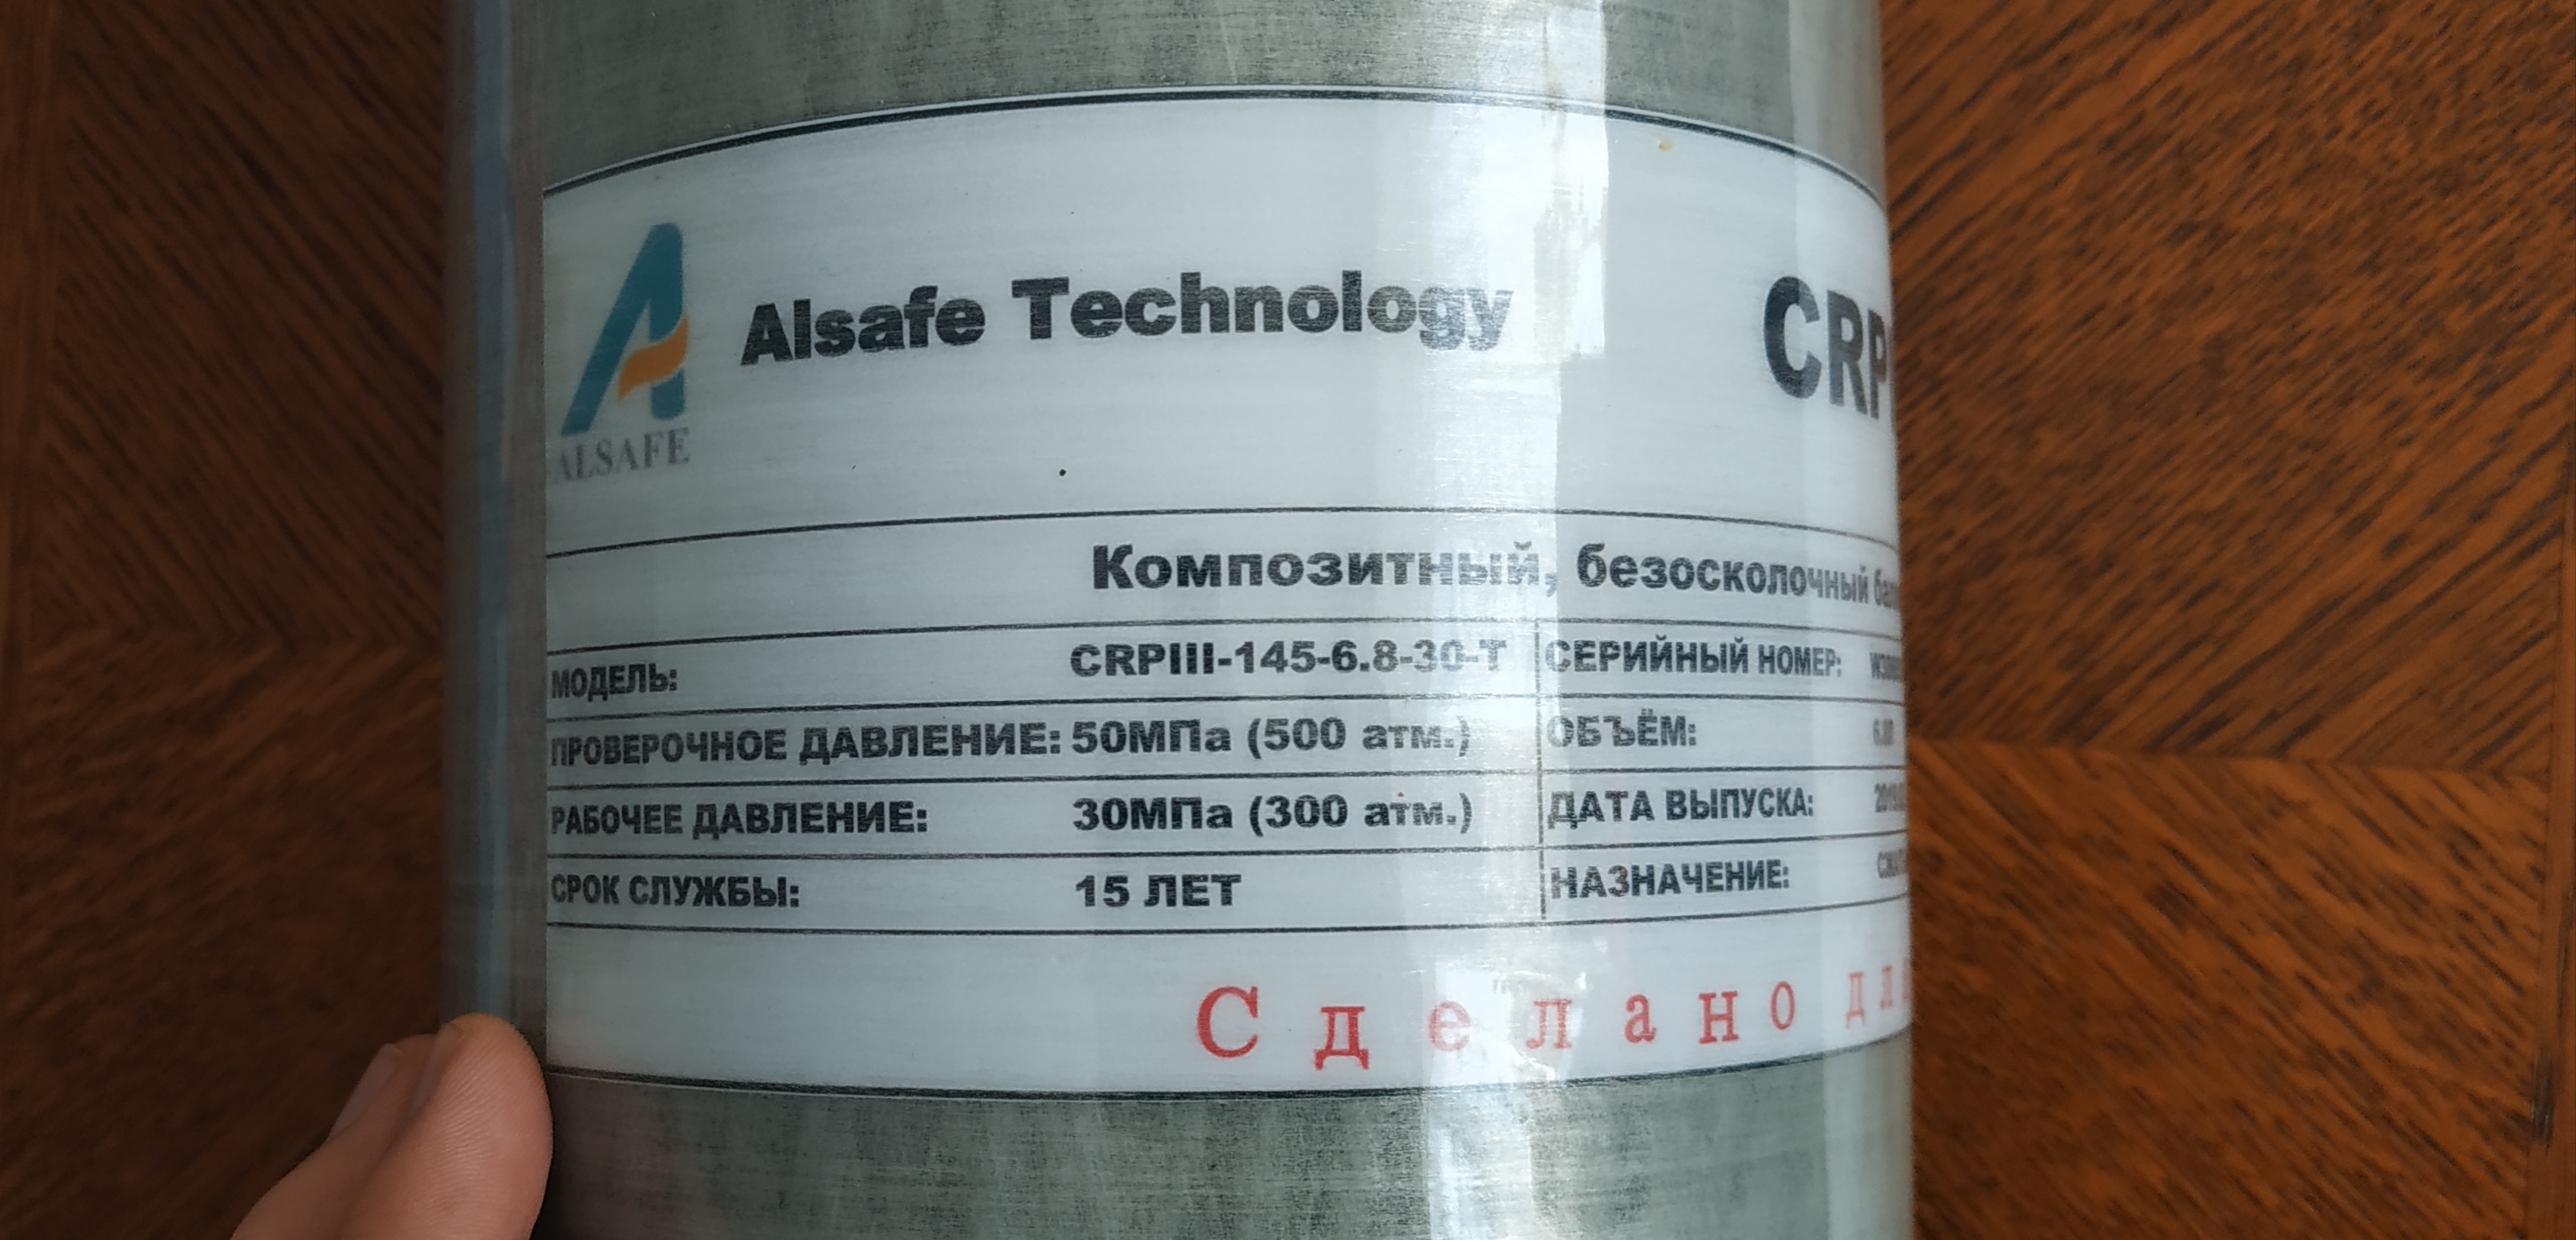 Alsafe Technology CRP
ALSAFE
Композитный, безосколочный
МОДЕЛЬ: CRPIII-145-6.8-30-T СЕРИЙНЫЙ НОМЕР:
ПРОВЕРОЧНОЕ ДАВЛЕНИЕ: 50МПа (500 атм.) ОБЪЁМ:
РАБОЧЕЕ ДАВЛЕНИЕ: 30МПа (300 атм.) ДАТА ВЫПУСКА:
СРОК СЛУЖБЫ: 15 ЛЕТ НАЗНАЧЕНИЕ:
Сделано